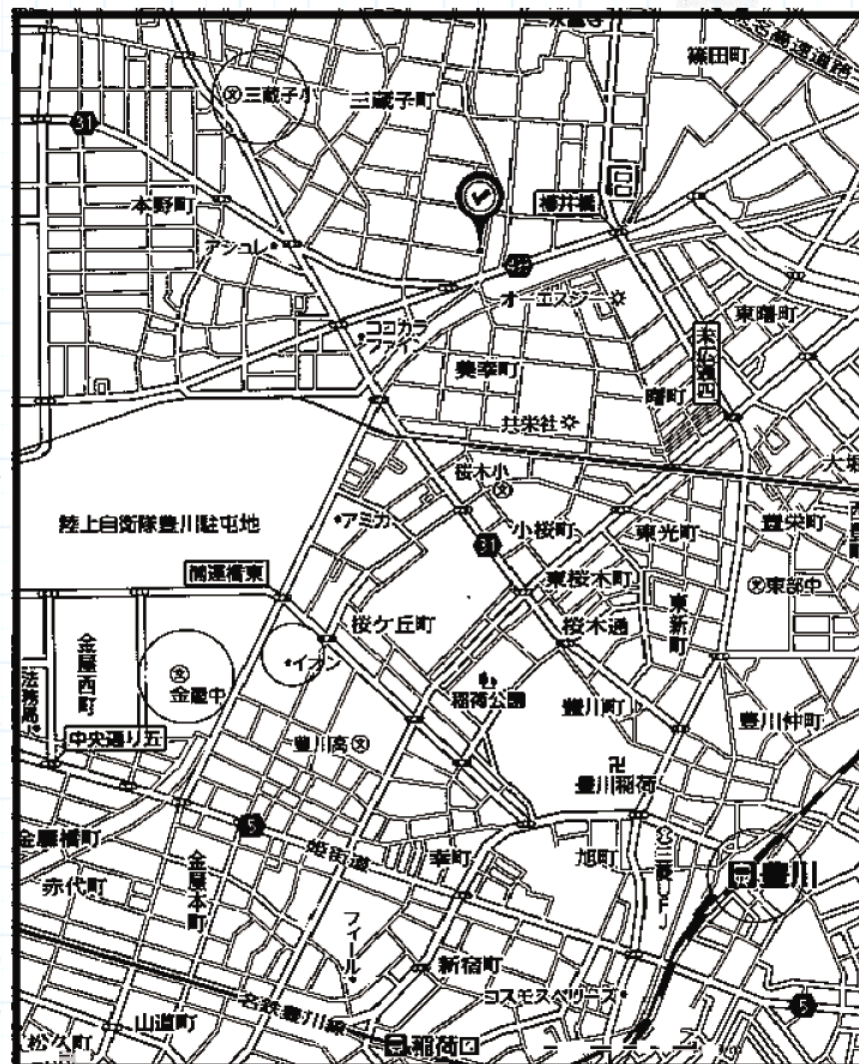 篠田町
三蔵子小
三蔵子町
31
本野町
樽井橋
アシュレ
オーエスジー
東曙町
ココカラ
ファイン
美幸町
末広通四
曙町
共栄社
桜木小
アミカ
小桜町
東光町
豊栄町
陸上自衛隊豊川駐屯地
31
東桜木町
東部中
東新町
桜ケ丘町
桜木通
金屋西町
イオン
金屋中
稲荷公園
豊川町
法務局
豊川仲町
中央通り五
豊川高
豊川稲荷
5
金屋橋町
姫街道
幸町
旭町
豊川
赤代町
金屋本町
フィール
新宿町
コスモスベリーズ
5
名鉄豊川線
山道町
松久町
稲荷口